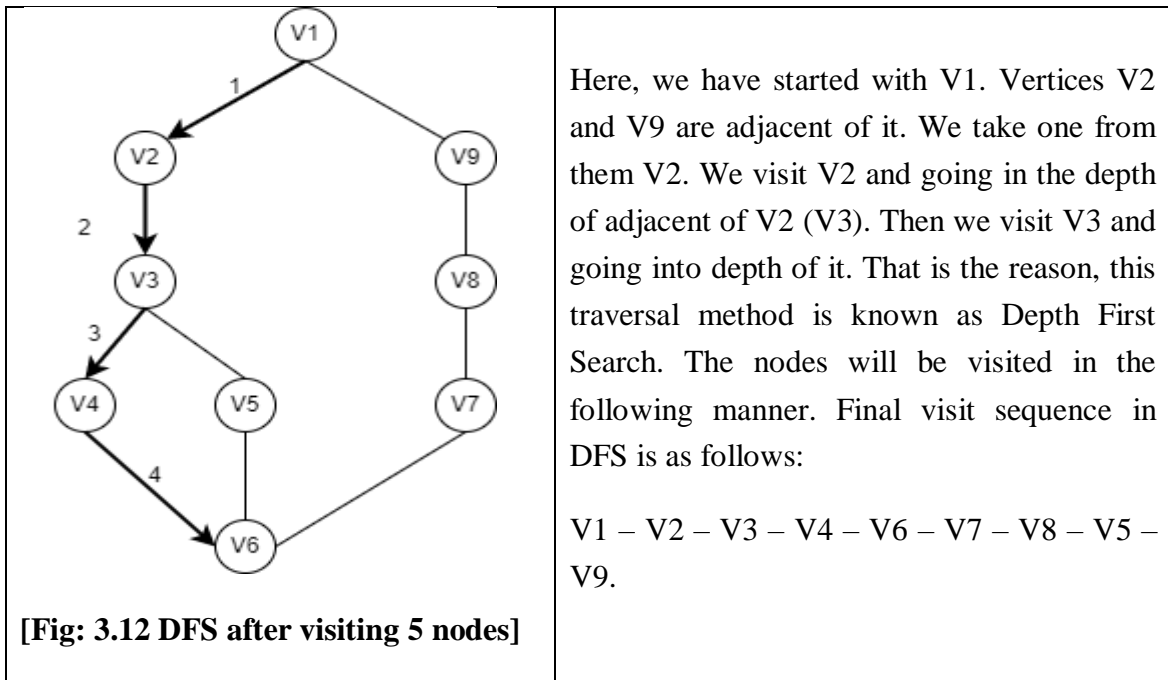 V1
1
V2
V9
2
V3
V8
3
V4
V5
V7
4
V6
[Fig: 3.12 DFS after visiting 5 nodes]
Here, we have started with V1. Vertices V2
and V9 are adjacent of it. We take one from
them V2. We visit V2 and going in the depth
of adjacent of V2 (V3). Then we visit V3 and
going into depth of it. That is the reason, this
traversal method is known as Depth First
Search. The nodes will be visited in the
following manner. Final visit sequence in
DFS is as follows:
V1 – V2 – V3 – V4 – V6 – V7 – V8 – V5 –
V9.